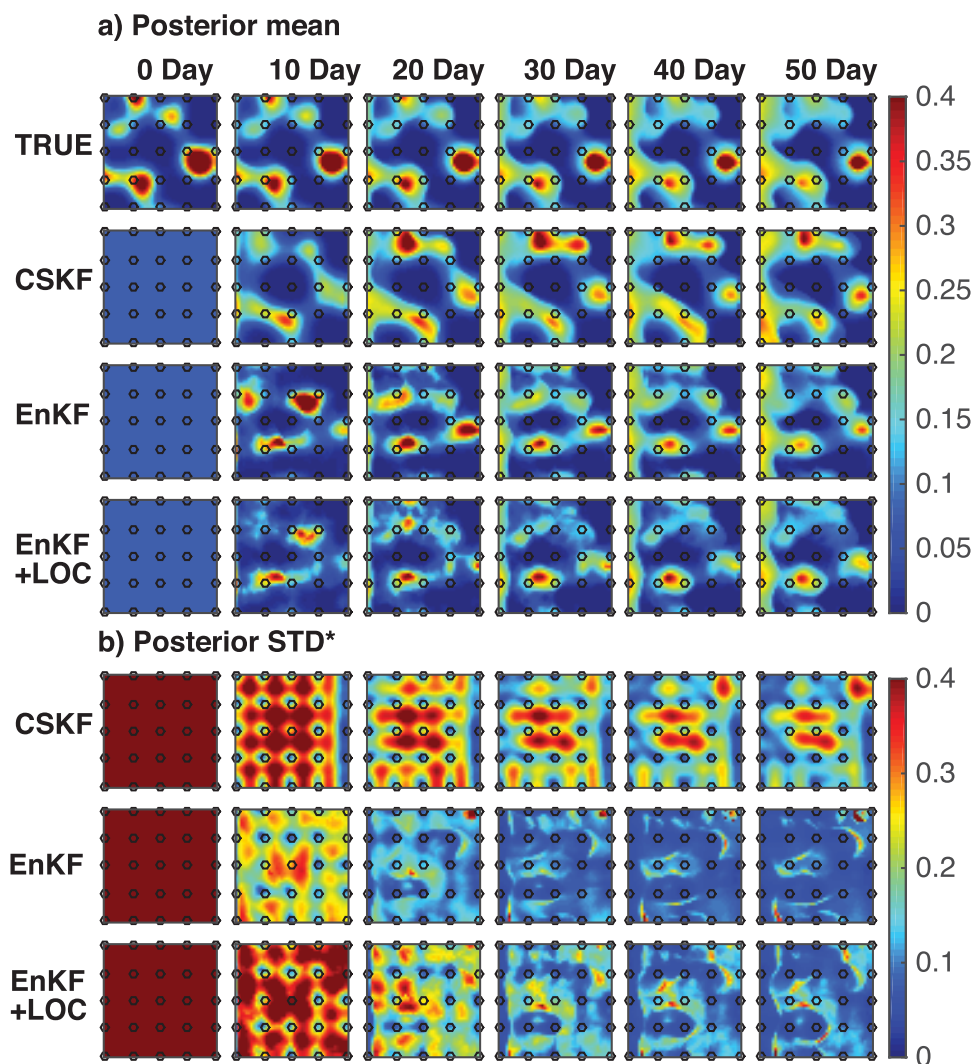 a) Posterior mean
0 Day 10 Day 20 Day 30 Day 40 Day 50 Day
TRUE
CSKF
EnKF
EnKF
+LOC
0.4
0.35
0.3
0.25
0.2
0.15
0.1
0.05
0
b) Posterior STD*
CSKF
EnKF
EnKF
+LOC
0.4
0.3
0.2
0.1
0